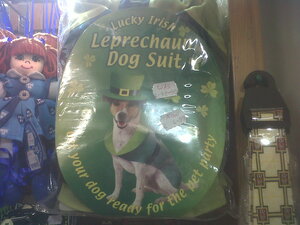 Lucky Irish
Leprechaun
Dog Suit
your dog ready for the pet party